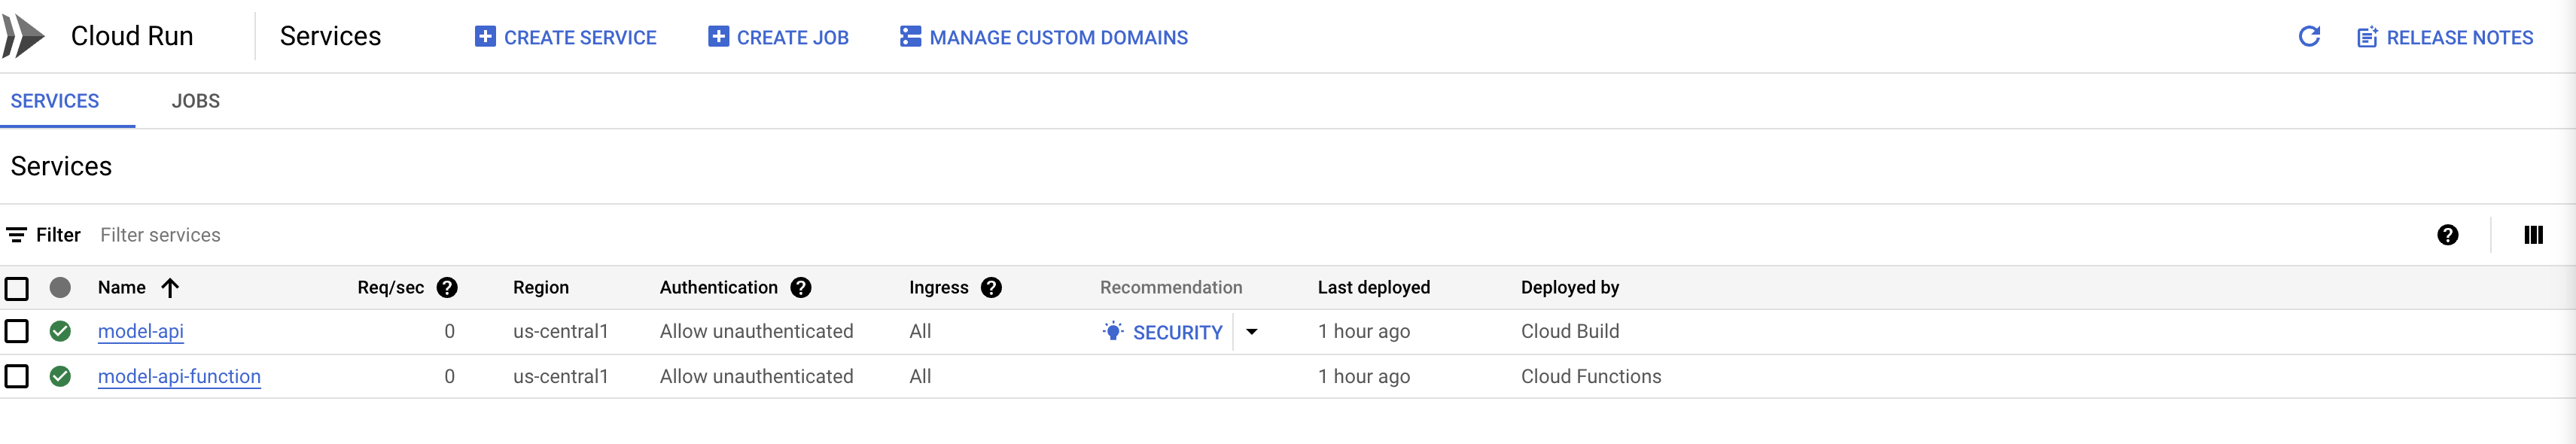 Cloud Run Services CREATE SERVICE CREATE JOB MANAGE CUSTOM DOMAINS RELEASE NOTES
SERVICES JOBS
Services
Filter Filter services
Name Req/sec Region Authentication Ingress Recommendation Last deployed Deployed by
model-api 0 us-central1 Allow unauthenticated All SECURITY 1 hour ago Cloud Build
model-api-function 0 us-central1 Allow unauthenticated All 1 hour ago Cloud Functions